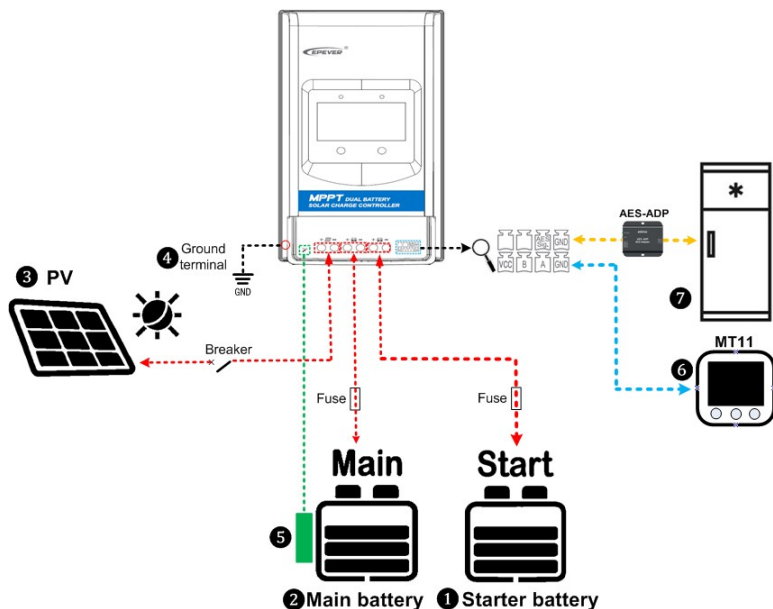 EPEVER ®
MPPT DUAL BATTERY
SOLAR CHARGE CONTROLLER
AES-ADP
4 Ground
terminal
GND
AES
GND
VCC B A GND
3 PV
7
Breaker
MT11
6
Fuse
Fuse
Main
Start
5
2 Main battery
1 Starter battery